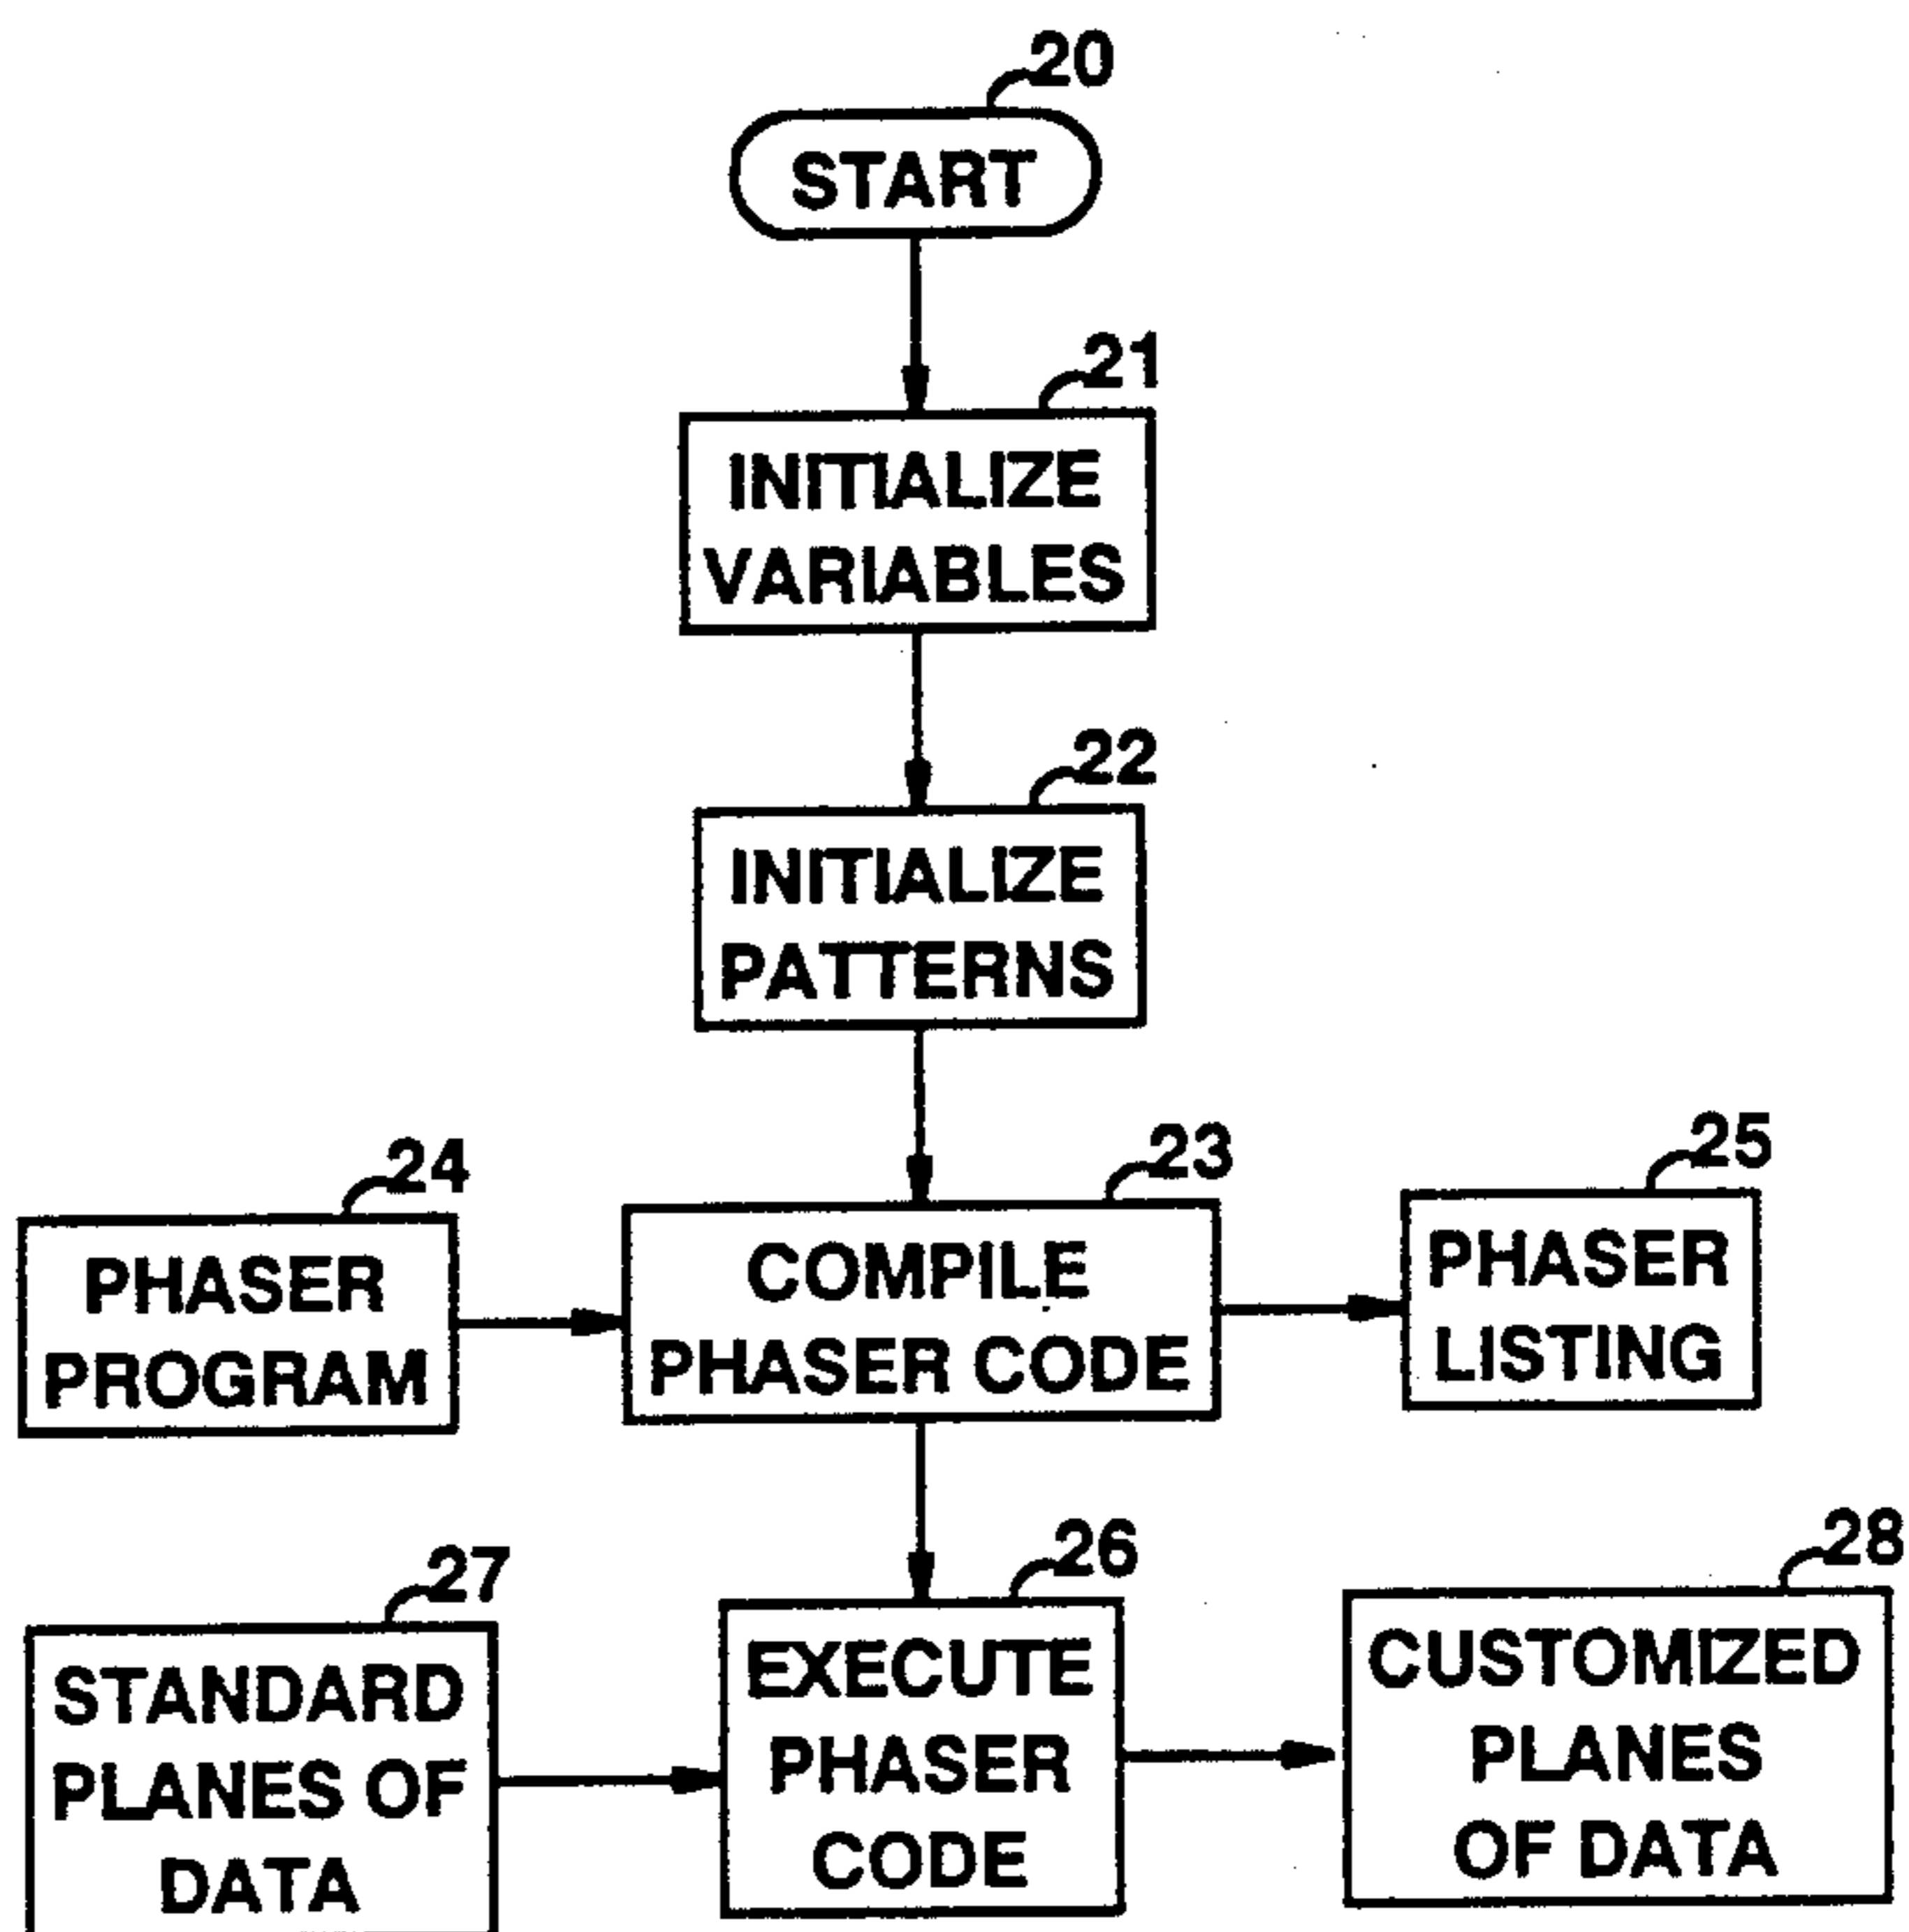 20
START
21
INITIALIZE
VARIABLES
22
INITIALIZE
PATTERNS
24
PHASER
PROGRAM
23
COMPILE
PHASER CODE
25
PHASER
LISTING
27
STANDARD
PLANES OF
DATA
26
EXECUTE
PHASER
CODE
28
CUSTOMIZED
PLANES
OF DATA